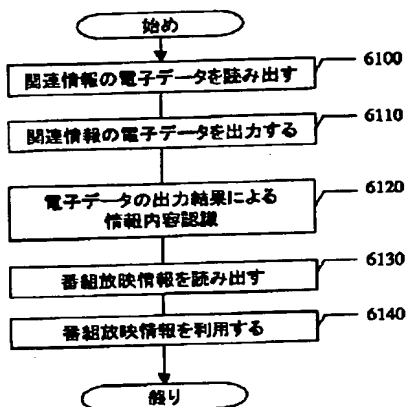 始め
関連情報の電子データを読み出す
6100
関連情報の電子データを出力する
6110
電子データの出力結果による
情報内容認識
6120
番組放映情報を読み出す
6130
番組放映情報を利用する
6140
終り